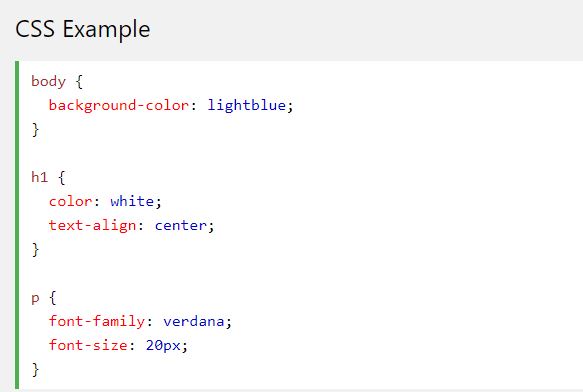 CSS Example
body {
  background-color: lightblue;
}

h1 {
  color: white;
  text-align: center;
}

p {
  font-family: verdana;
  font-size: 20px;
}